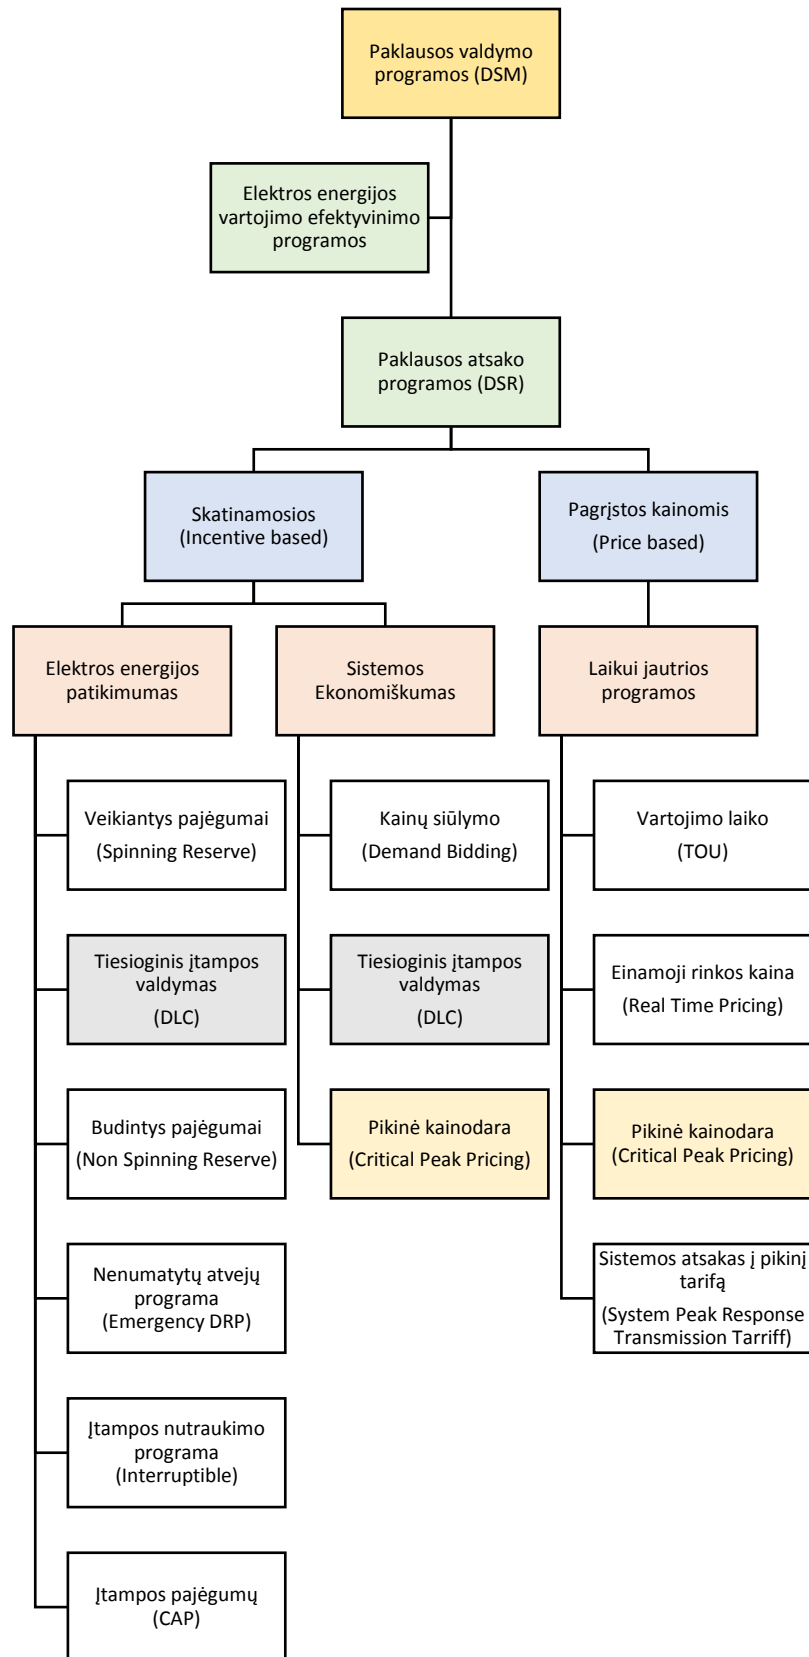 Paklausos valdymo
programos (DSM)
Elektros energijos
vartojimo efektyvinimo
programos
Paklausos atsako
programos (DSR)
Skatinamosios
(Incentive based)
Pagrįstos kainomis
(Price based)
Elektros energijos
patikimumas
Sistemos
Ekonomiškumas
Laikui jautrios
programos
Veikiantys pajėgumai
(Spinning Reserve)
Kainų siūlymo
(Demand Bidding)
Vartojimo laiko
(TOU)
Tiesioginis įtampos
valdymas
(DLC)
Tiesioginis įtampos
valdymas
(DLC)
Einamoji rinkos kaina
(Real Time Pricing)
Budintys pajėgumai
(Non Spinning Reserve)
Pikinė kainodara
(Critical Peak Pricing)
Pikinė kainodara
(Critical Peak Pricing)
Nenumatytų atvejų
programa
(Emergency DRP)
Sistemos atsakas į pikinį
tarifą
(System Peak Response
Transmission Tarriff)
Įtampos nutraukimo
programa
(Interruptible)
Įtampos pajėgumų
(CAP)